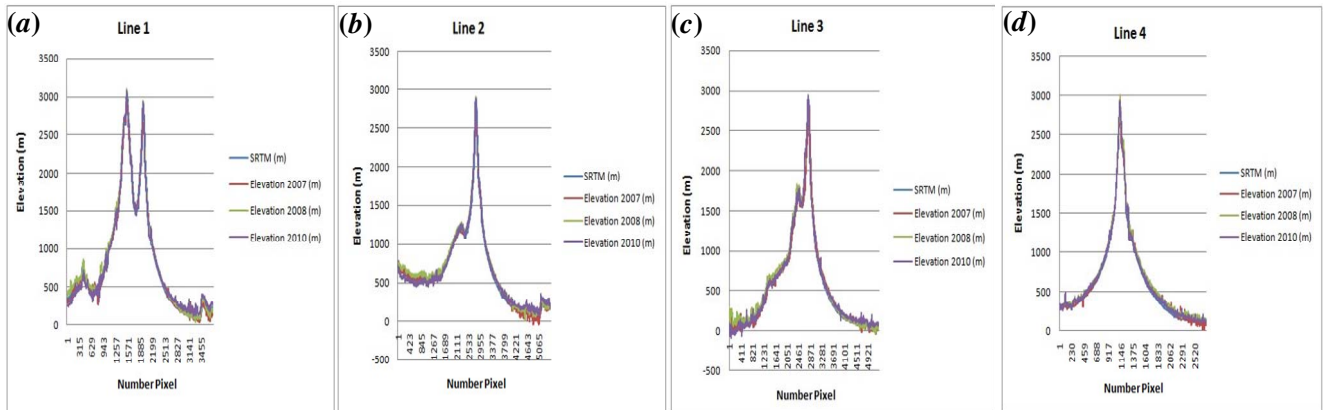 (a)
Line 1
Elevation (m)
3500
3000
2500
2000
1500
1000
500
0
1
315
629
943
1257
1571
1885
2199
2513
2827
3141
3455
Number Pixel
SRTM (m)
Elevation 2007 (m)
Elevation 2008 (m)
Elevation 2010 (m)
(b)
Line 2
Elevation (m)
3500
3000
2500
2000
1500
1000
500
0
-500
1
423
845
1267
1689
2111
2533
2955
3377
3799
4221
4643
5065
Number Pixel
SRTM (m)
Elevation 2007 (m)
Elevation 2008 (m)
Elevation 2010 (m)
(c)
Line 3
Elevation (m)
3500
3000
2500
2000
1500
1000
500
0
-500
1
411
821
1231
1641
2051
2461
2871
3281
3691
4101
4511
4921
Number Pixel
SRTM (m)
Elevation 2007 (m)
Elevation 2008 (m)
Elevation 2010 (m)
(d)
Line 4
Elevation (m)
3500
3000
2500
2000
1500
1000
500
0
1
230
459
688
917
1146
1375
1604
1833
2062
2291
2520
Number Pixel
SRTM (m)
Elevation 2007 (m)
Elevation 2008 (m)
Elevation 2010 (m)